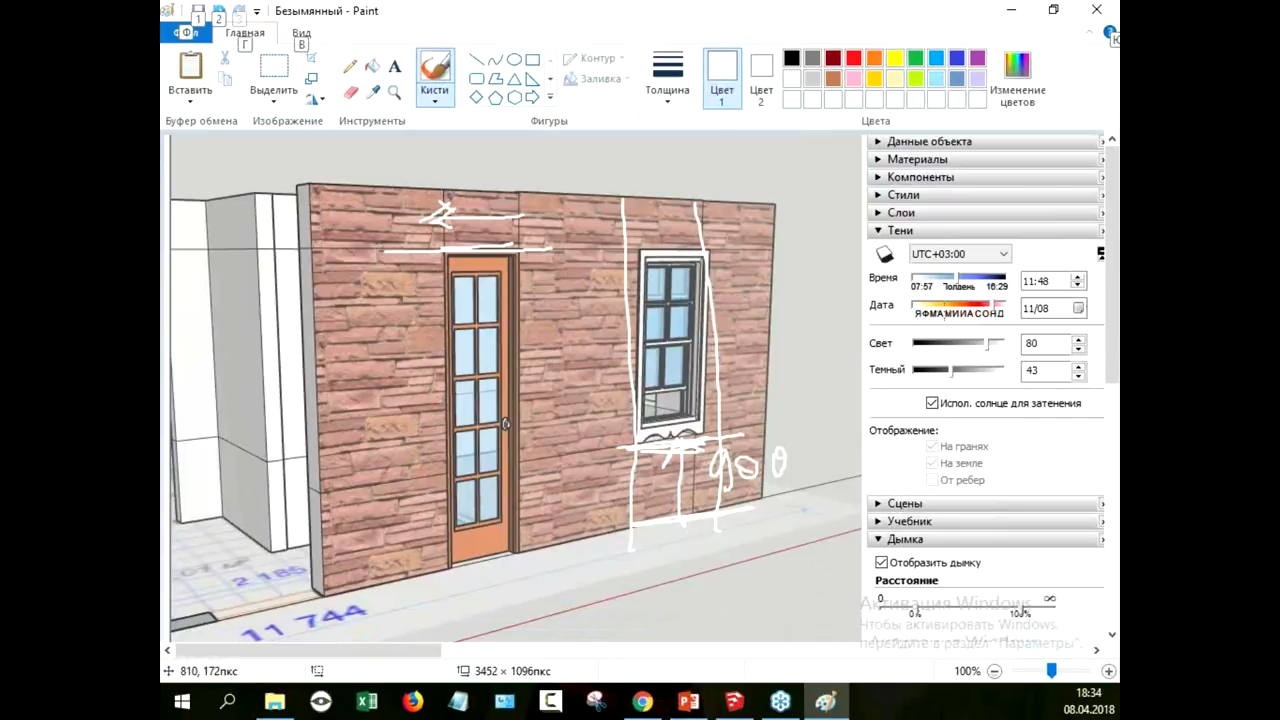 Безымянный - Paint
1 2 3
Ф Г В Ю
Файл Главная Вид
Вставить
Выделить
Кисти
Контур
Заливка
Толщина
Цвет 1
Цвет 2
Изменение цветов
Буфер обмена
Изображение
Инструменты
Фигуры
Цвета
Данные объекта
Материалы
Компоненты
Стили
Слои
Тени
UTC+03:00
Время
07:57 Полдень 16:29
11:48
Дата
ЯФМАМИИАСОНД
11/08
Свет
80
Темный
43
Испол. солнце для затенения
Отображение:
На гранях
На земле
От ребер
Сцены
Учебник
Дымка
Отобразить дымку
Расстояние
0 ∞
0% 100%
900
2 185
11 744
Активация Windows
Чтобы активировать Windows,
перейдите в раздел "Параметры".
810, 172пкс
3452 × 1096пкс
100%
18:34
08.04.2018